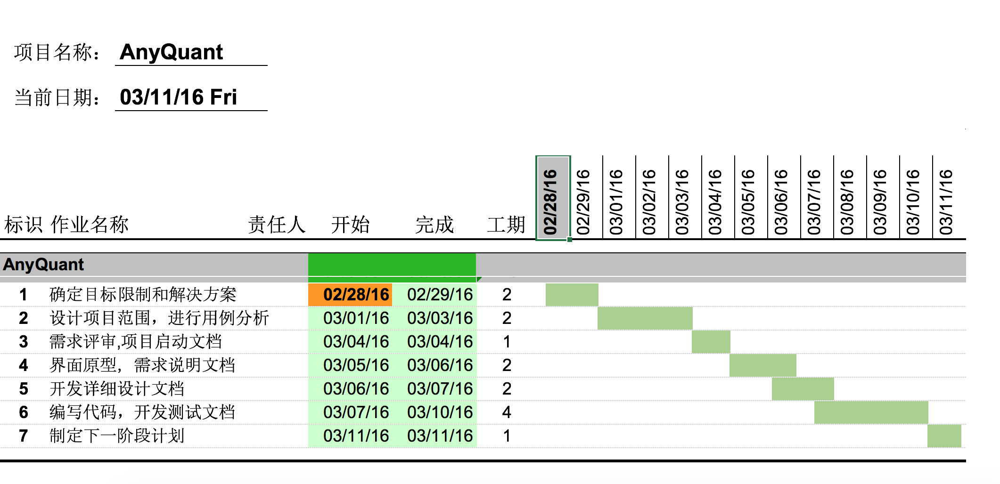 项目名称： AnyQuant
当前日期： 03/11/16 Fri
标识 作业名称 责任人 开始 完成 工期 02/28/16 02/29/16 03/01/16 03/02/16 03/03/16 03/04/16 03/05/16 03/06/16 03/07/16 03/08/16 03/09/16 03/10/16 03/11/16
AnyQuant
1 确定目标限制和解决方案 02/28/16 02/29/16 2
2 设计项目范围，进行用例分析 03/01/16 03/03/16 2
3 需求评审,项目启动文档 03/04/16 03/04/16 1
4 界面原型，需求说明文档 03/05/16 03/06/16 2
5 开发详细设计文档 03/06/16 03/07/16 2
6 编写代码，开发测试文档 03/07/16 03/10/16 4
7 制定下一阶段计划 03/11/16 03/11/16 1